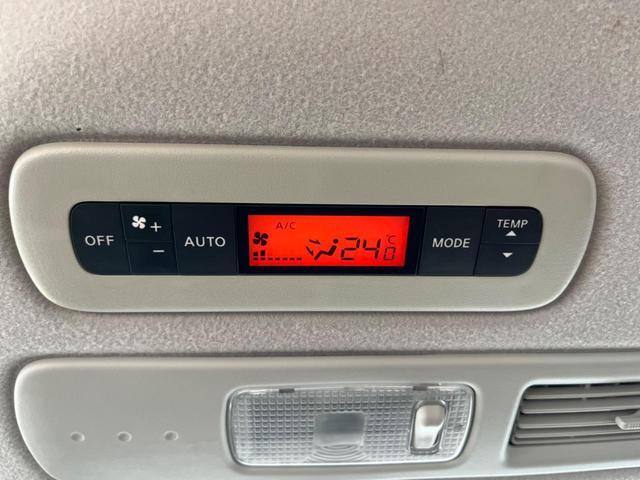 OFF
+
−
AUTO
A/C
24.0 °C
MODE
TEMP